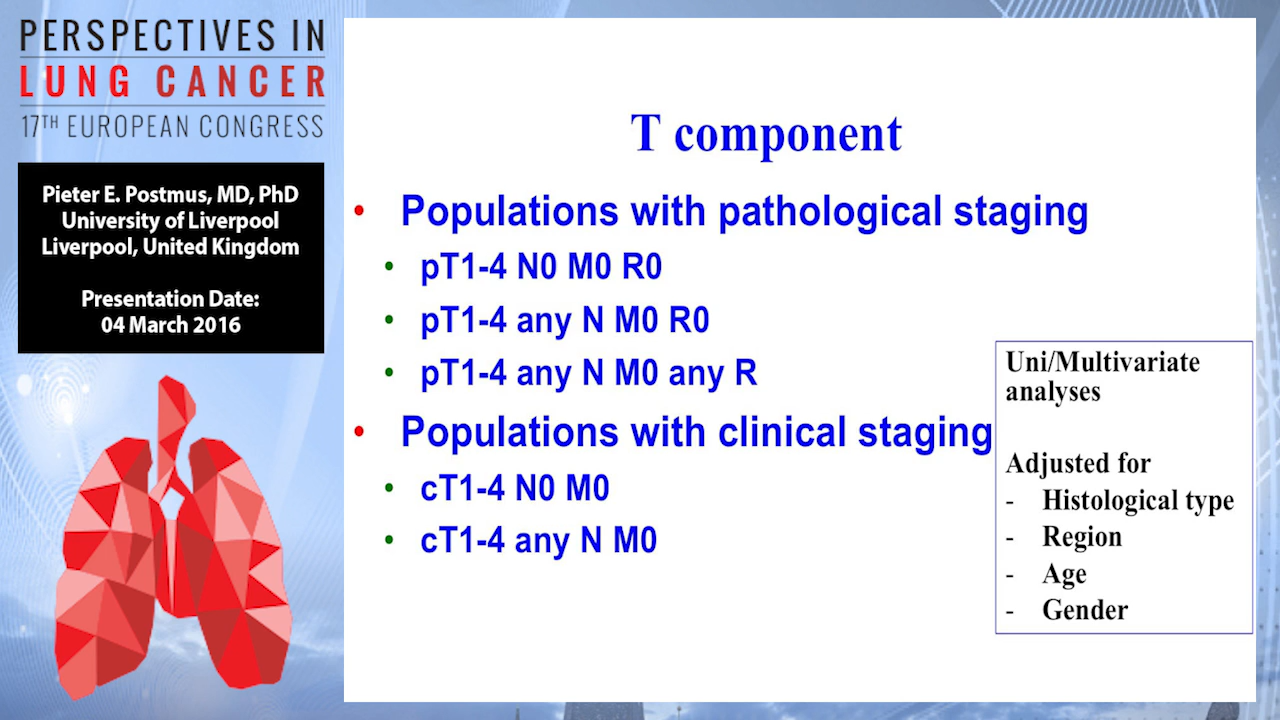 PERSPECTIVES IN
LUNG CANCER
17TH EUROPEAN CONGRESS
Pieter E. Postmus, MD, PhD
University of Liverpool
Liverpool, United Kingdom
Presentation Date:
04 March 2016
T component
• Populations with pathological staging
• pT1-4 N0 M0 R0
• pT1-4 any N M0 R0
• pT1-4 any N M0 any R
• Populations with clinical staging
• cT1-4 N0 M0
• cT1-4 any N M0
Uni/Multivariate
analyses
Adjusted for
- Histological type
- Region
- Age
- Gender